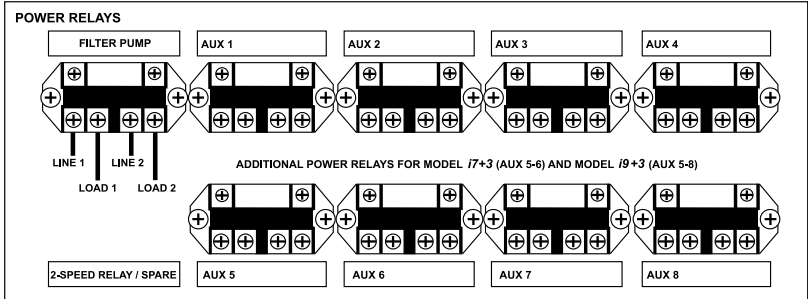 POWER RELAYS
FILTER PUMP
AUX 1
AUX 2
AUX 3
AUX 4
LINE 1
LINE 2
LOAD 1
LOAD 2
ADDITIONAL POWER RELAYS FOR MODEL i7+3 (AUX 5-6) AND MODEL i9+3 (AUX 5-8)
2-SPEED RELAY / SPARE
AUX 5
AUX 6
AUX 7
AUX 8